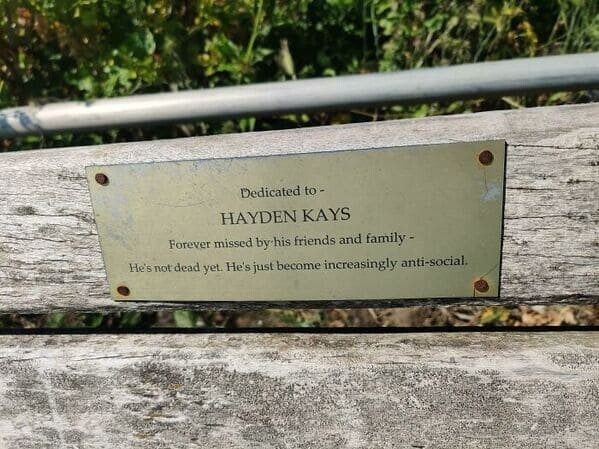 Dedicated to -
HAYDEN KAYS
Forever missed by his friends and family -
He's not dead yet. He's just become increasingly anti-social.